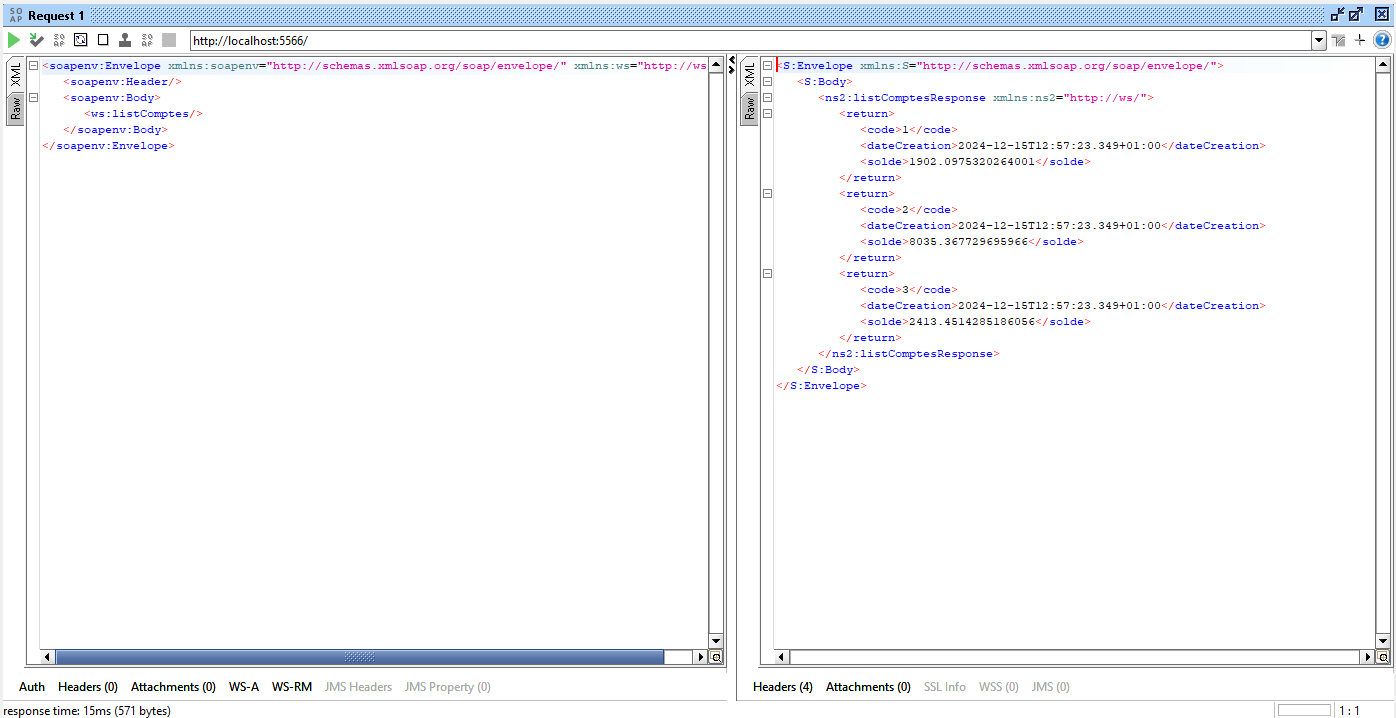 SO
AP
Request 1
SO
AP
SO
AP
http://localhost:5566/
?
XML
Raw
<soapenv:Envelope xmlns:soapenv="http://schemas.xmlsoap.org/soap/envelope/" xmlns:ws="http://ws
<soapenv:Header/>
<soapenv:Body>
<ws:listComptes/>
</soapenv:Body>
</soapenv:Envelope>
XML
Raw
<S:Envelope xmlns:S="http://schemas.xmlsoap.org/soap/envelope/">
<S:Body>
<ns2:listComptesResponse xmlns:ns2="http://ws/">
<return>
<code>1</code>
<dateCreation>2024-12-15T12:57:23.349+01:00</dateCreation>
<solde>1902.0975320264001</solde>
</return>
<return>
<code>2</code>
<dateCreation>2024-12-15T12:57:23.349+01:00</dateCreation>
<solde>8035.367729695966</solde>
</return>
<return>
<code>3</code>
<dateCreation>2024-12-15T12:57:23.349+01:00</dateCreation>
<solde>2413.4514285186056</solde>
</return>
</ns2:listComptesResponse>
</S:Body>
</S:Envelope>
Auth Headers (0) Attachments (0) WS-A WS-RM JMS Headers JMS Property (0)
Headers (4) Attachments (0) SSL Info WSS (0) JMS (0)
response time: 15ms (571 bytes)
1 : 1